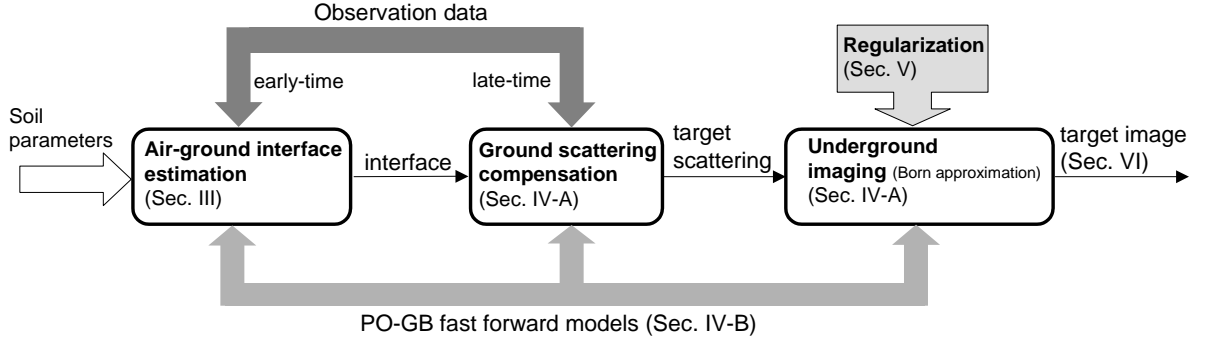 Observation data
early-time
late-time
Regularization
(Sec. V)
Soil
parameters
Air-ground interface
estimation
(Sec. III)
interface
Ground scattering
compensation
(Sec. IV-A)
target
scattering
Underground
imaging (Born approximation)
(Sec. IV-A)
target image
(Sec. VI)
PO-GB fast forward models (Sec. IV-B)